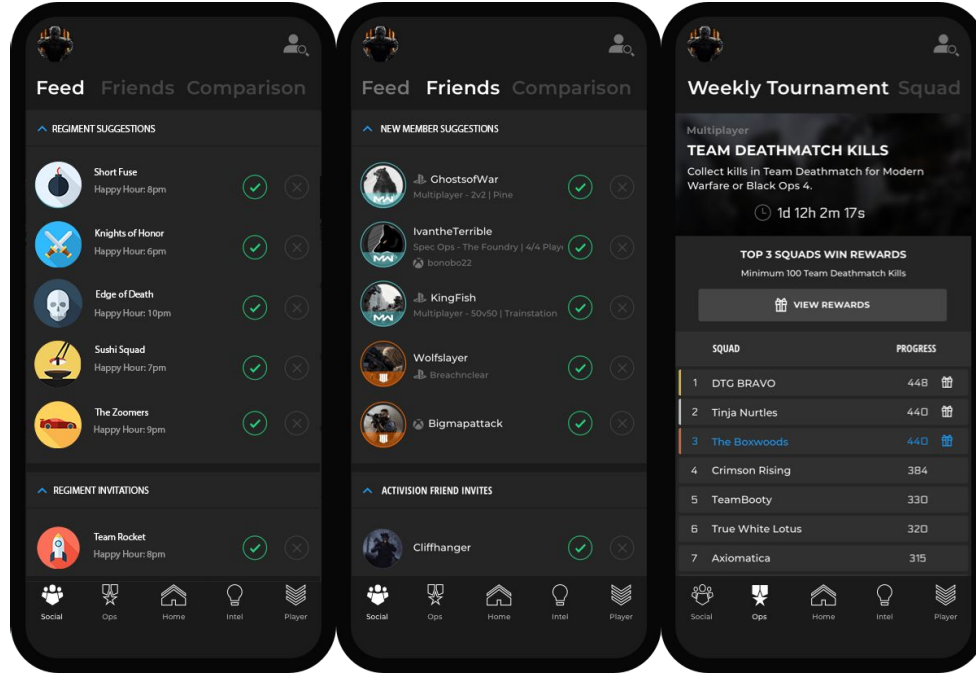 Feed Friends Comparison
REGIMENT SUGGESTIONS
Short Fuse
Happy Hour: 8pm
Knights of Honor
Happy Hour: 6pm
Edge of Death
Happy Hour: 10pm
Sushi Squad
Happy Hour: 7pm
The Zoomers
Happy Hour: 9pm
REGIMENT INVITATIONS
Team Rocket
Happy Hour: 8pm
Social Ops Home Intel Player
Feed Friends Comparison
NEW MEMBER SUGGESTIONS
MW
GhostsofWar
Multiplayer - 2v2 | Pine
MW
IvantheTerrible
Spec Ops - The Foundry | 4/4 Playe
bonobo22
MW
KingFish
Multiplayer - 50v50 | Trainstation
Wolfslayer
Breachnclear
IIII
Bigmapattack
IIII
ACTIVISION FRIEND INVITES
Cliffhanger
Social Ops Home Intel Player
Weekly Tournament Squad
Multiplayer
TEAM DEATHMATCH KILLS
Collect kills in Team Deathmatch for Modern
Warfare or Black Ops 4.
1d 12h 2m 17s
TOP 3 SQUADS WIN REWARDS
Minimum 100 Team Deathmatch Kills
VIEW REWARDS
SQUAD PROGRESS
1 DTG BRAVO 448
2 Tinja Nurtles 440
3 The Boxwoods 440
4 Crimson Rising 384
5 TeamBooty 330
6 True White Lotus 320
7 Axiomatica 315
Social Ops Home Intel Player